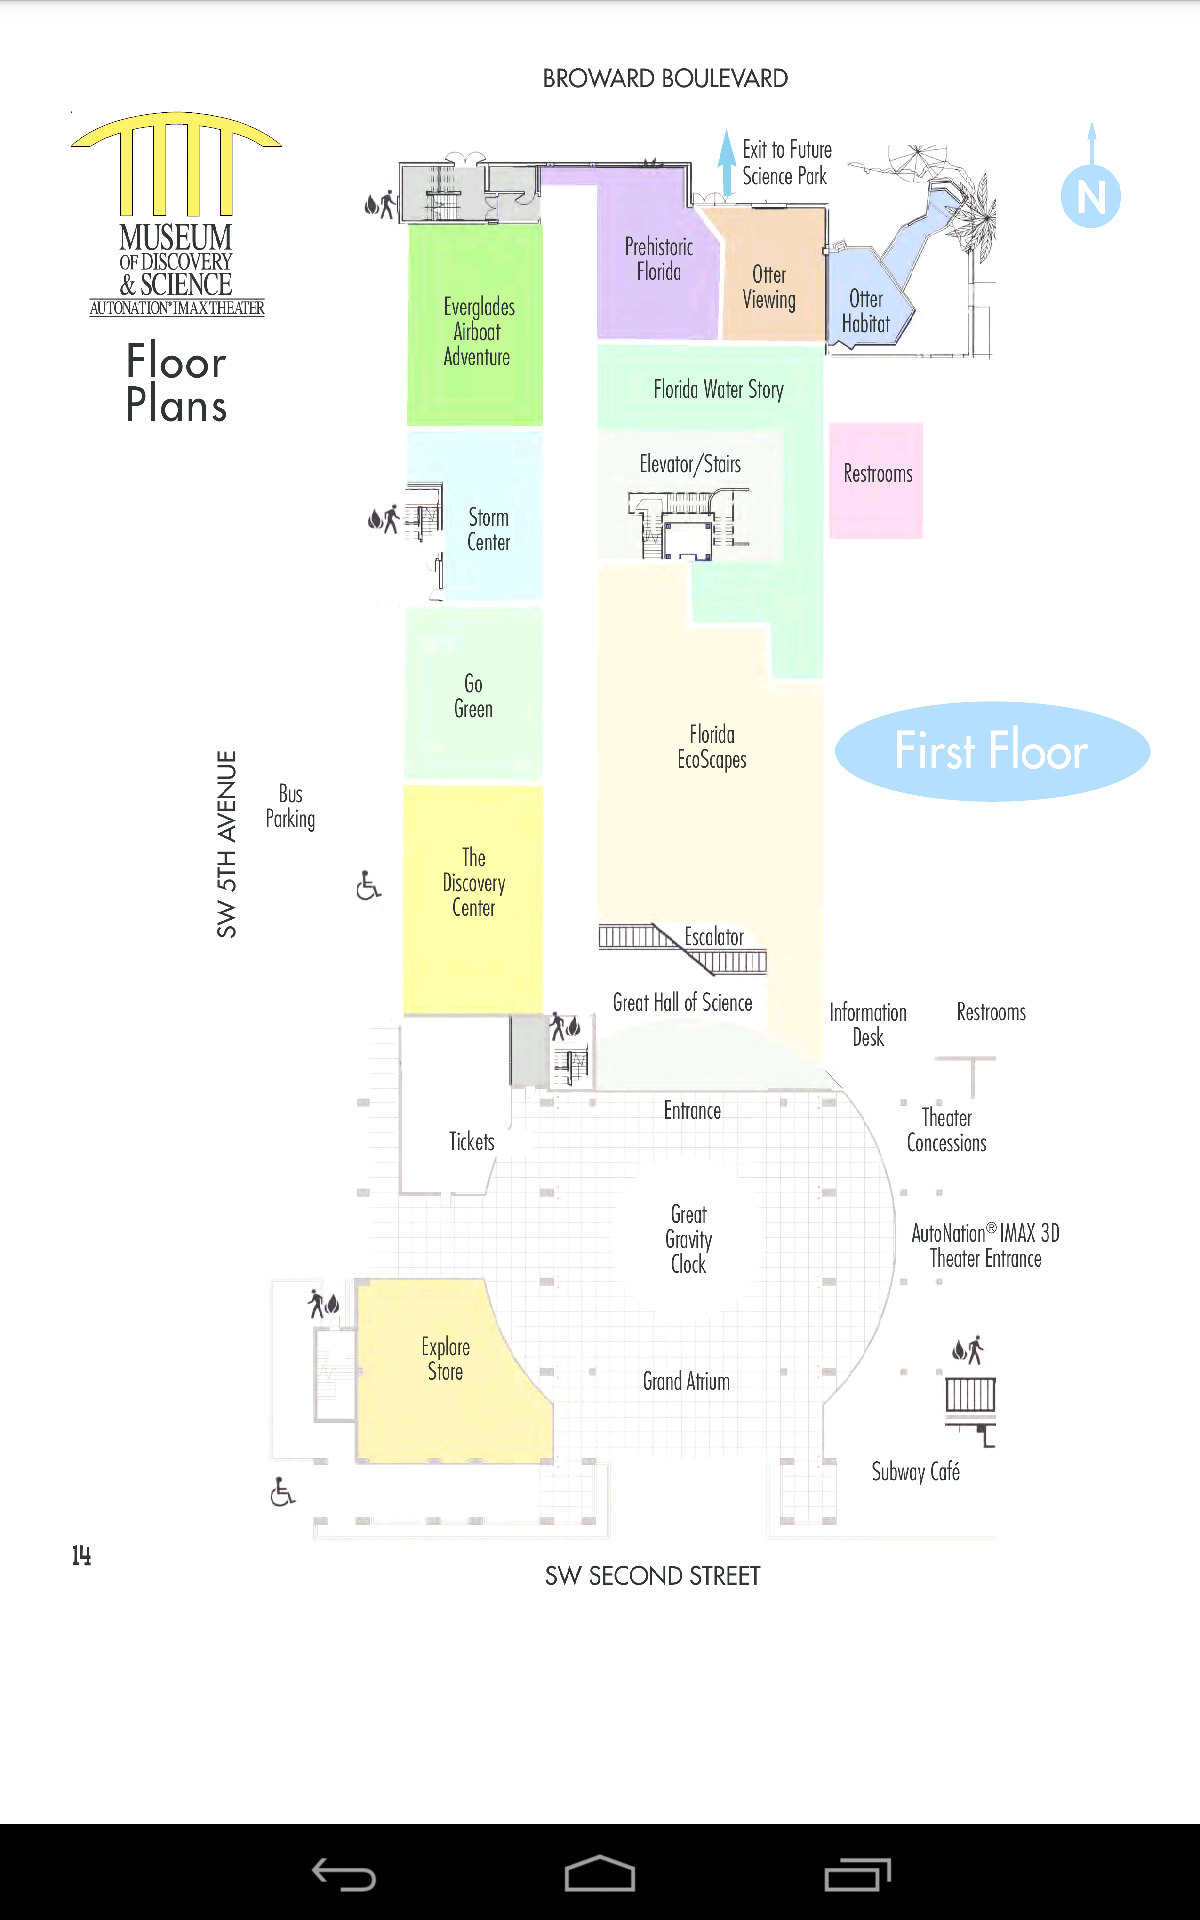 BROWARD BOULEVARD
MUSEUM
OF DISCOVERY
& SCIENCE
AUTONATION® IMAX THEATER
Floor
Plans
Exit to Future
Science Park
N
Prehistoric
Florida
Otter
Viewing
Otter
Habitat
Everglades
Airboat
Adventure
Florida Water Story
Elevator/Stairs
Restrooms
Storm
Center
Go
Green
Florida
EcoScapes
First Floor
SW 5TH AVENUE
Bus
Parking
The
Discovery
Center
Escalator
Great Hall of Science
Information
Desk
Restrooms
Entrance
Tickets
Theater
Concessions
Great
Gravity
Clock
AutoNation® IMAX 3D
Theater Entrance
Explore
Store
Grand Atrium
Subway Café
14
SW SECOND STREET